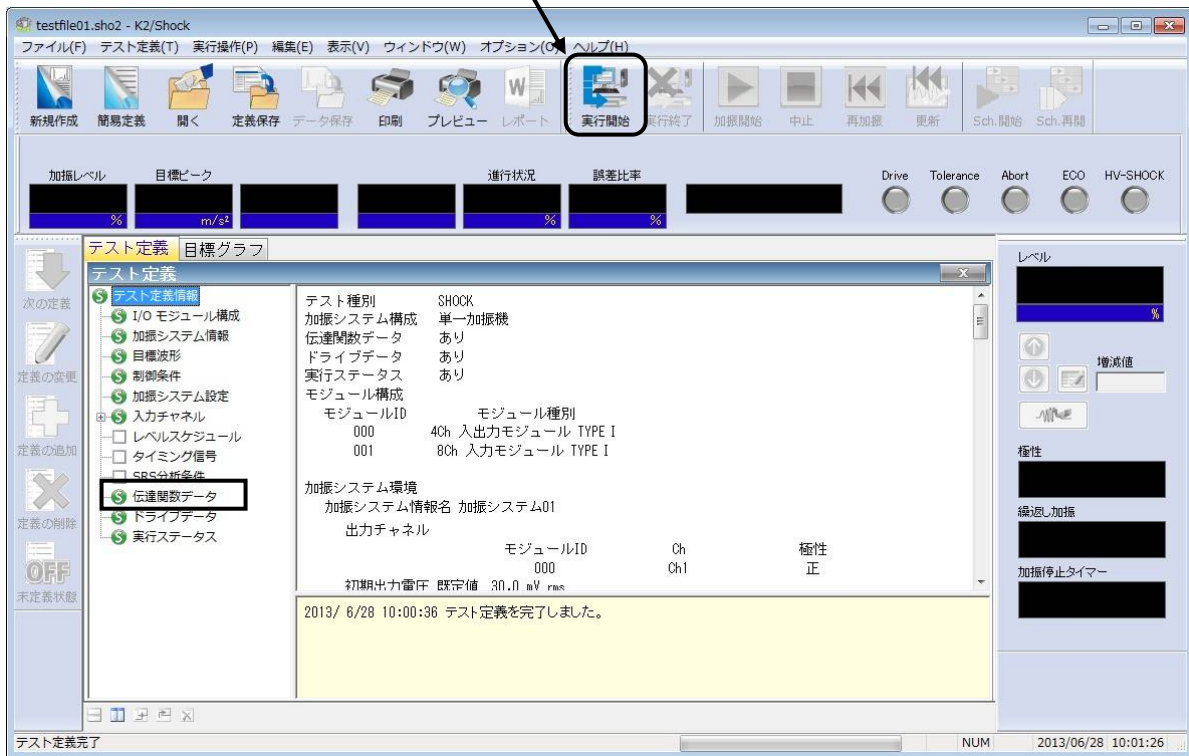 testfile01.sho2 - K2/Shock
ファイル(F) テスト定義(T) 実行操作(P) 編集(E) 表示(V) ウィンドウ(W) オプション(O) ヘルプ(H)
新規作成 簡易定義 開く 定義保存 データ保存 印刷 プレビュー レポート 実行開始 実行終了 加振開始 中止 再加振 更新 Sch.開始 Sch.再開
加振レベル 目標ピーク 進行状況 誤差比率 Drive Tolerance Abort ECO HV-SHOCK
% m/s² % %
テスト定義 目標グラフ
テスト定義
次の定義
定義の変更
定義の追加
定義の削除
OFF
未定義状態
テスト定義情報
I/O モジュール構成
加振システム情報
目標波形
制御条件
加振システム設定
入力チャネル
レベルスケジュール
タイミング信号
SRS分析条件
伝達関数データ
ドライブデータ
実行ステータス
テスト種別 SHOCK
加振システム構成 単一加振機
伝達関数データ あり
ドライブデータ あり
実行ステータス あり
モジュール構成
モジュールID モジュール種別
000 4Ch 入出力モジュール TYPE I
001 8Ch 入力モジュール TYPE I
加振システム環境
加振システム情報名 加振システム01
出力チャネル
モジュールID Ch 極性
000 Ch1 正
初期出力電圧 既定値 30.0 mV rms
2013/ 6/28 10:00:36 テスト定義を完了しました。
レベル
%
増減値
極性
繰返し加振
加振停止タイマー
テスト定義完了 NUM 2013/06/28 10:01:26